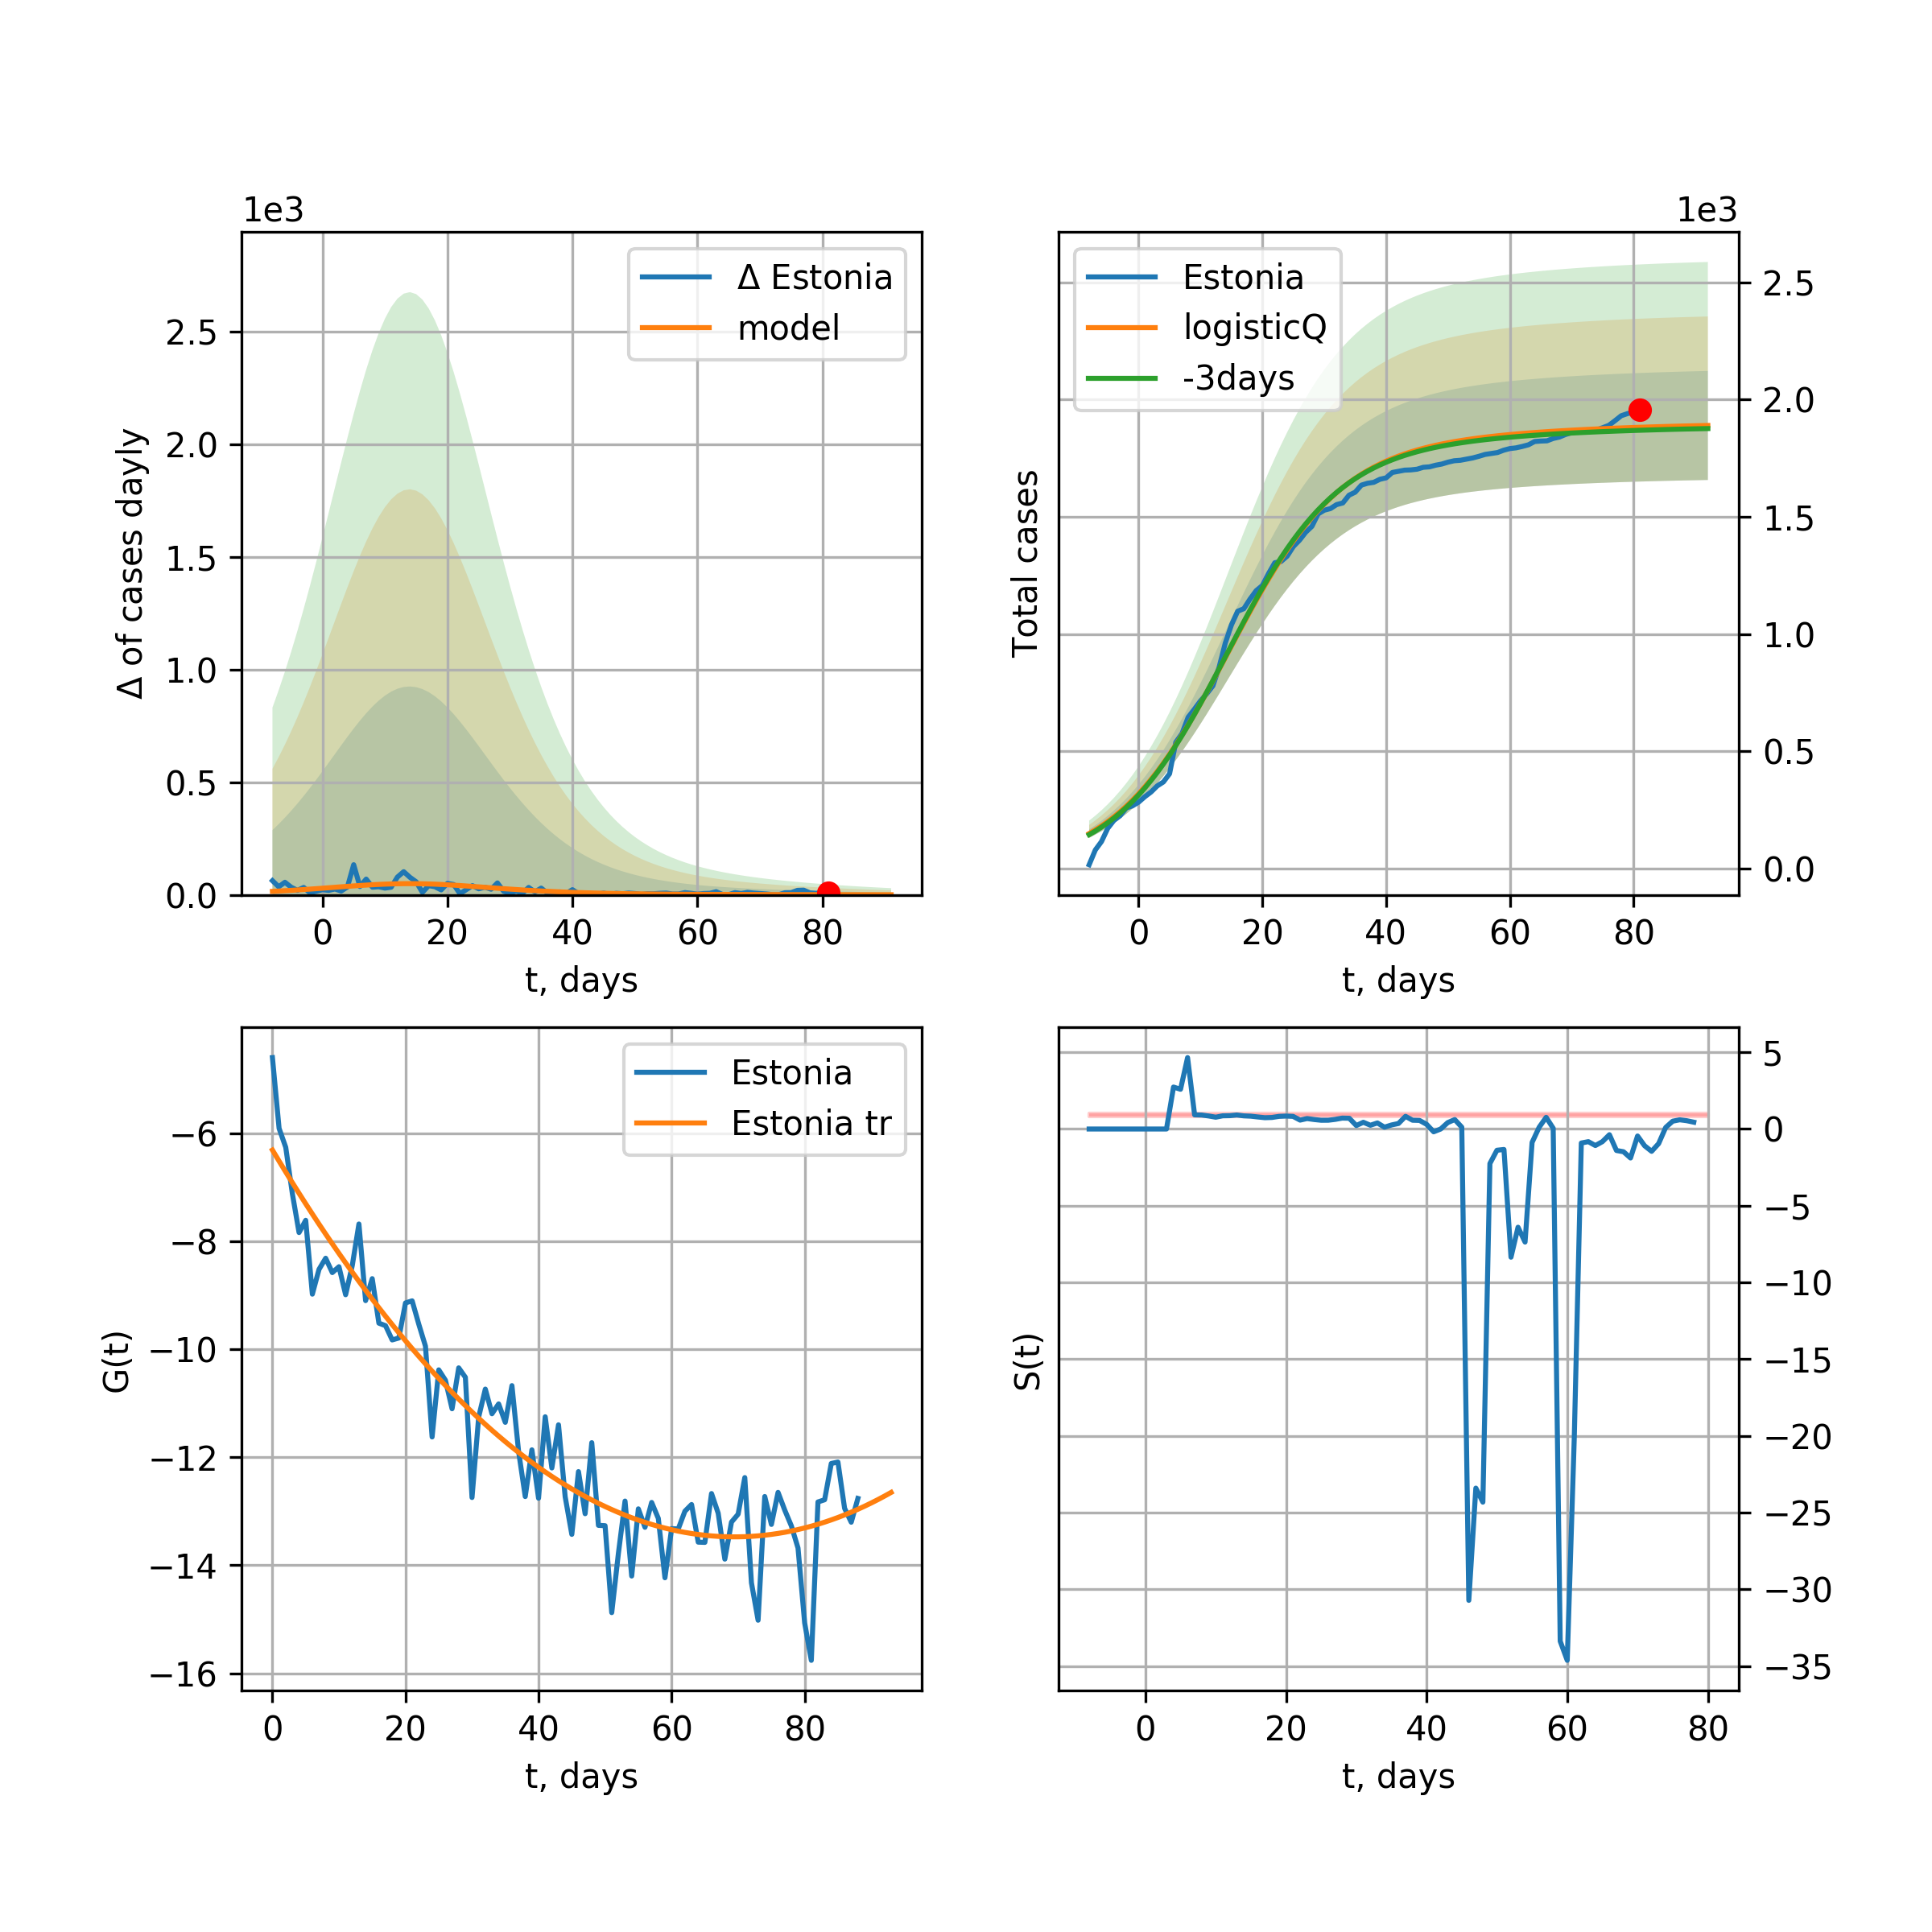 1e3
Δ of cases dayly
2.5
2.0
1.5
1.0
0.5
0.0
Δ Estonia
model
0 20 40 60 80
t, days
1e3
Total cases
Estonia
logisticQ
-3days
2.5
2.0
1.5
1.0
0.5
0.0
0 20 40 60 80
t, days
G(t)
−6
−8
−10
−12
−14
−16
Estonia
Estonia tr
0 20 40 60 80
t, days
S(t)
5
0
−5
−10
−15
−20
−25
−30
−35
0 20 40 60 80
t, days